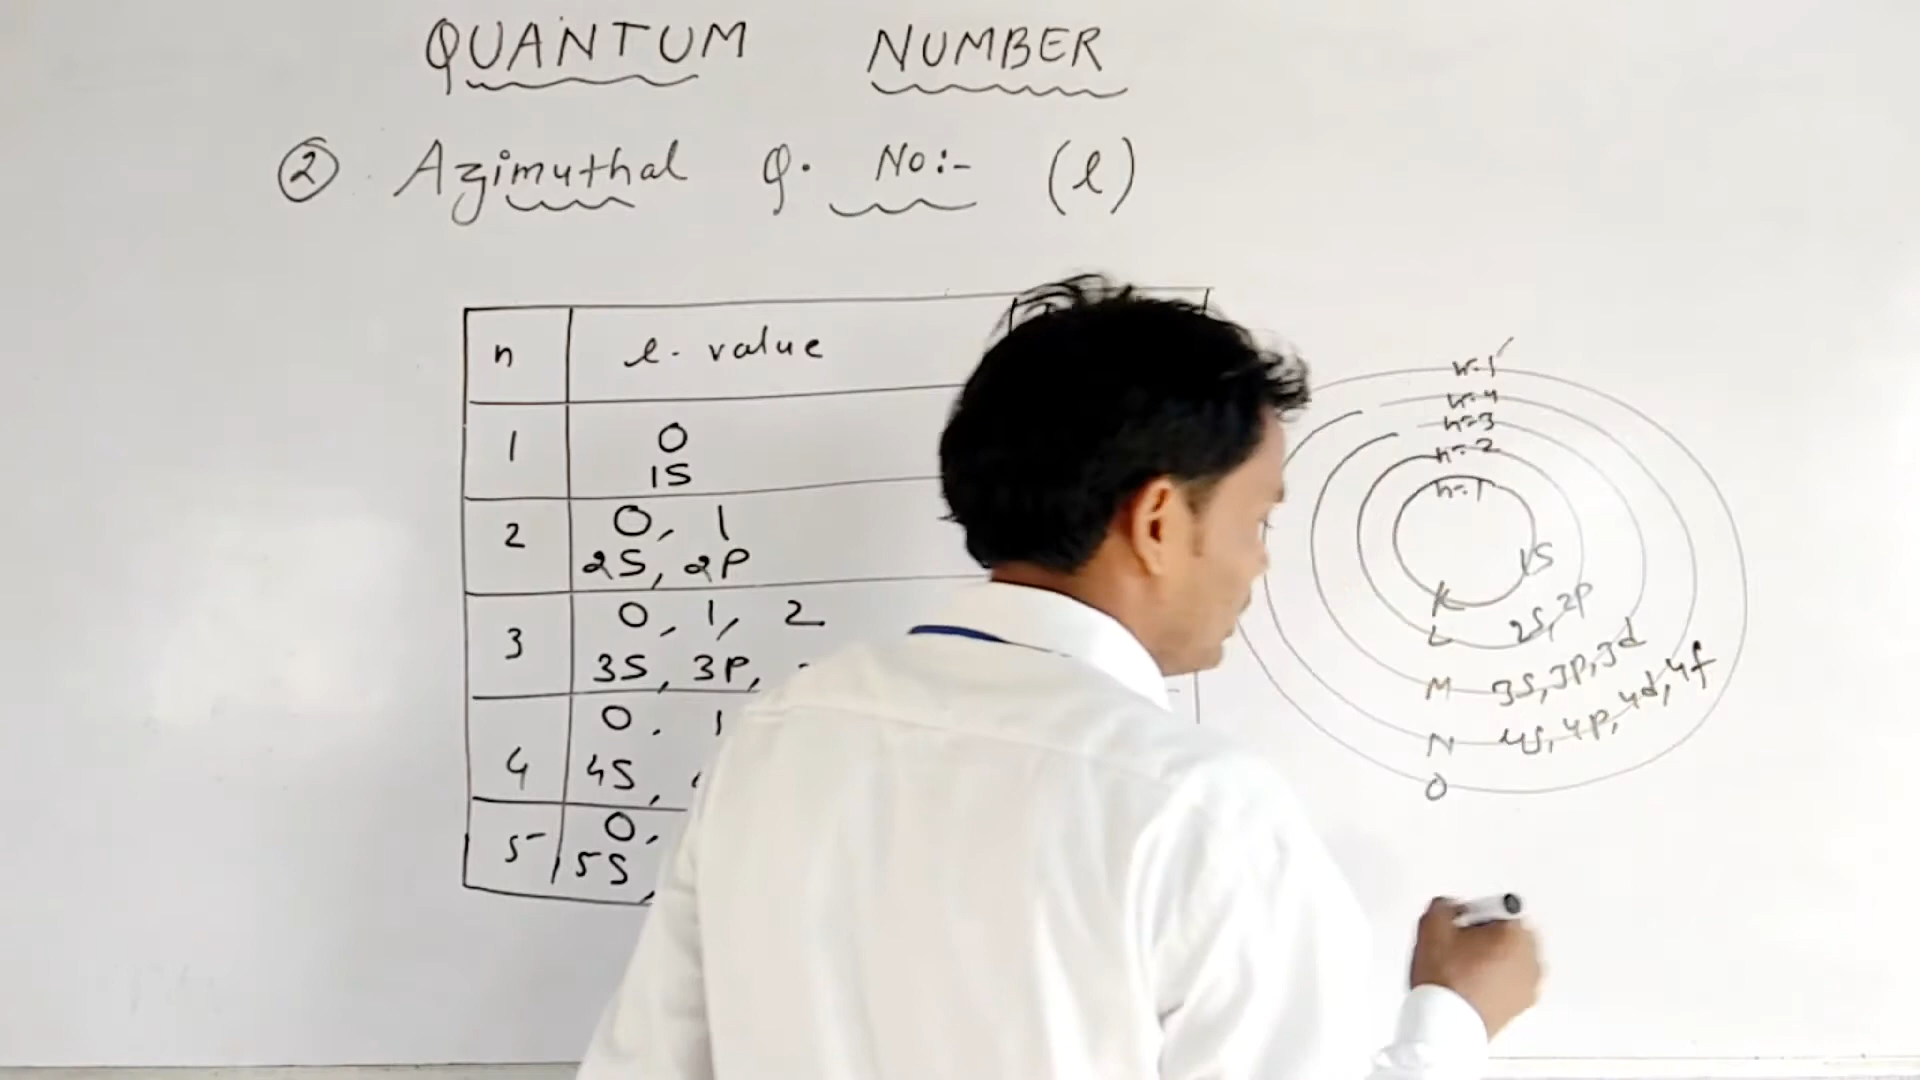 QUANTUM NUMBER
② Azimuthal Q. No:- (l)
n l. value
1 0
1S
2 0, 1
2S, 2P
3 0, 1, 2
3S, 3P,
4 0, 1
4S,
5 0,
5S,
n=1
n=4
n=3
n=2
n=1
1S
K
L 2S, 2P
M 3S, 3P, 3d
N 4S, 4P, 4d, 4f
O